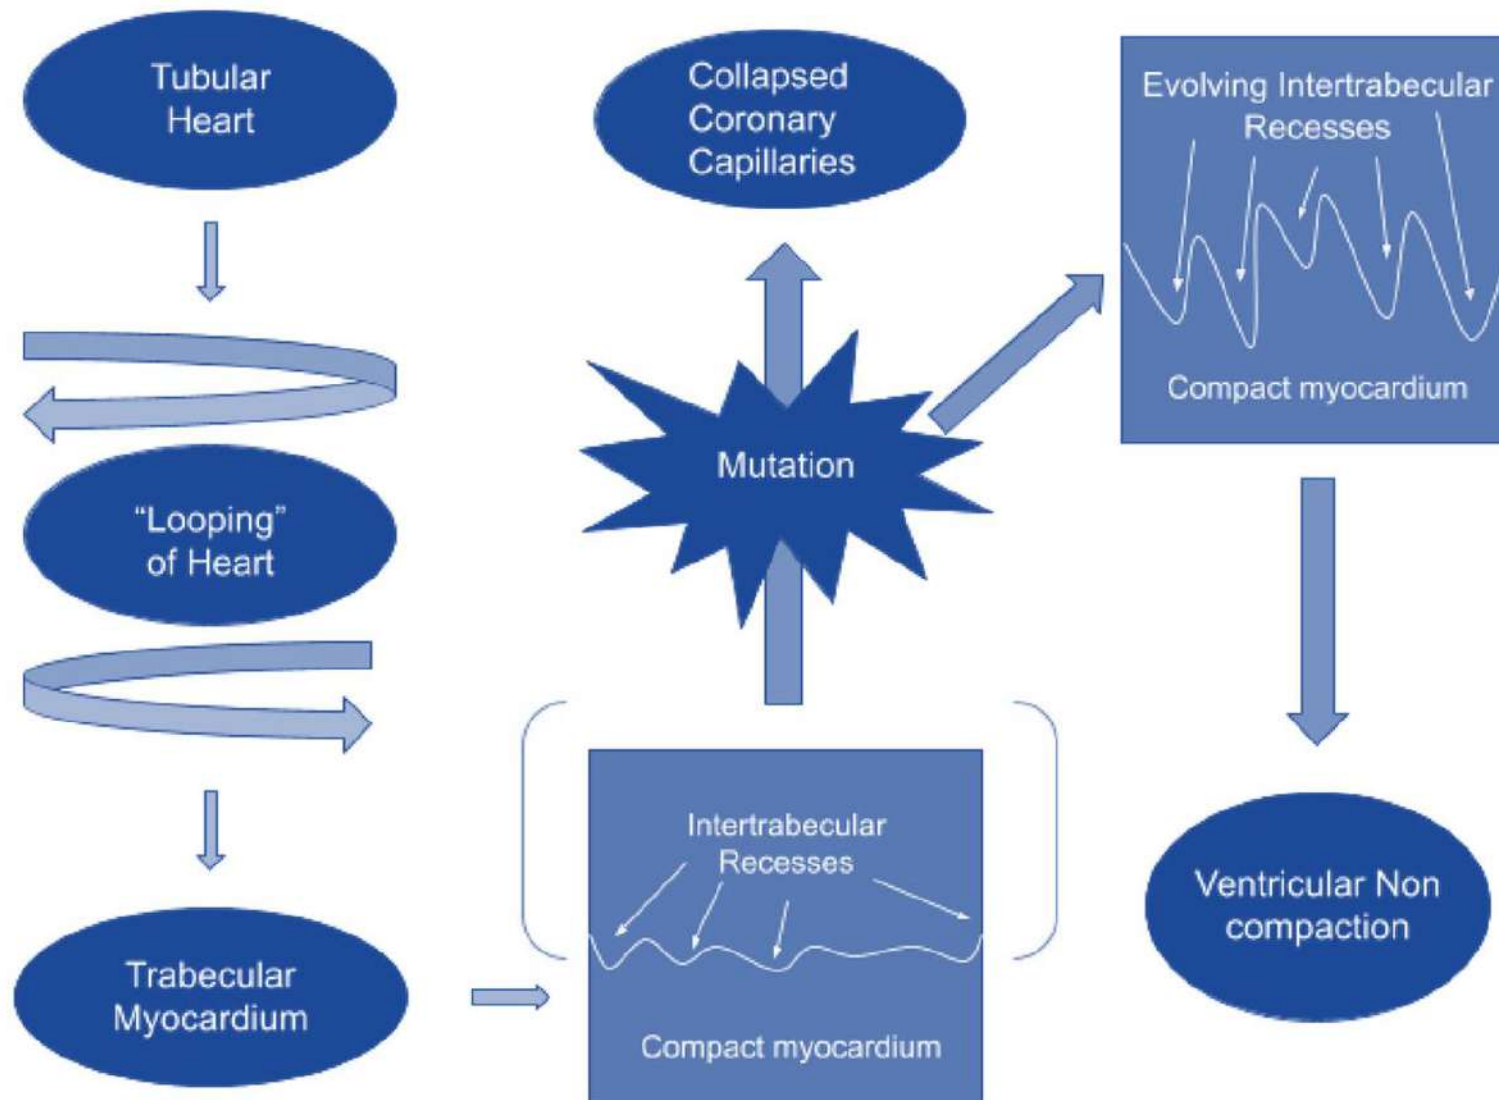 Tubular
Heart
“Looping”
of Heart
Trabecular
Myocardium
Intertrabecular
Recesses
Compact myocardium
Mutation
Collapsed
Coronary
Capillaries
Evolving Intertrabecular
Recesses
Compact myocardium
Ventricular Non
compaction